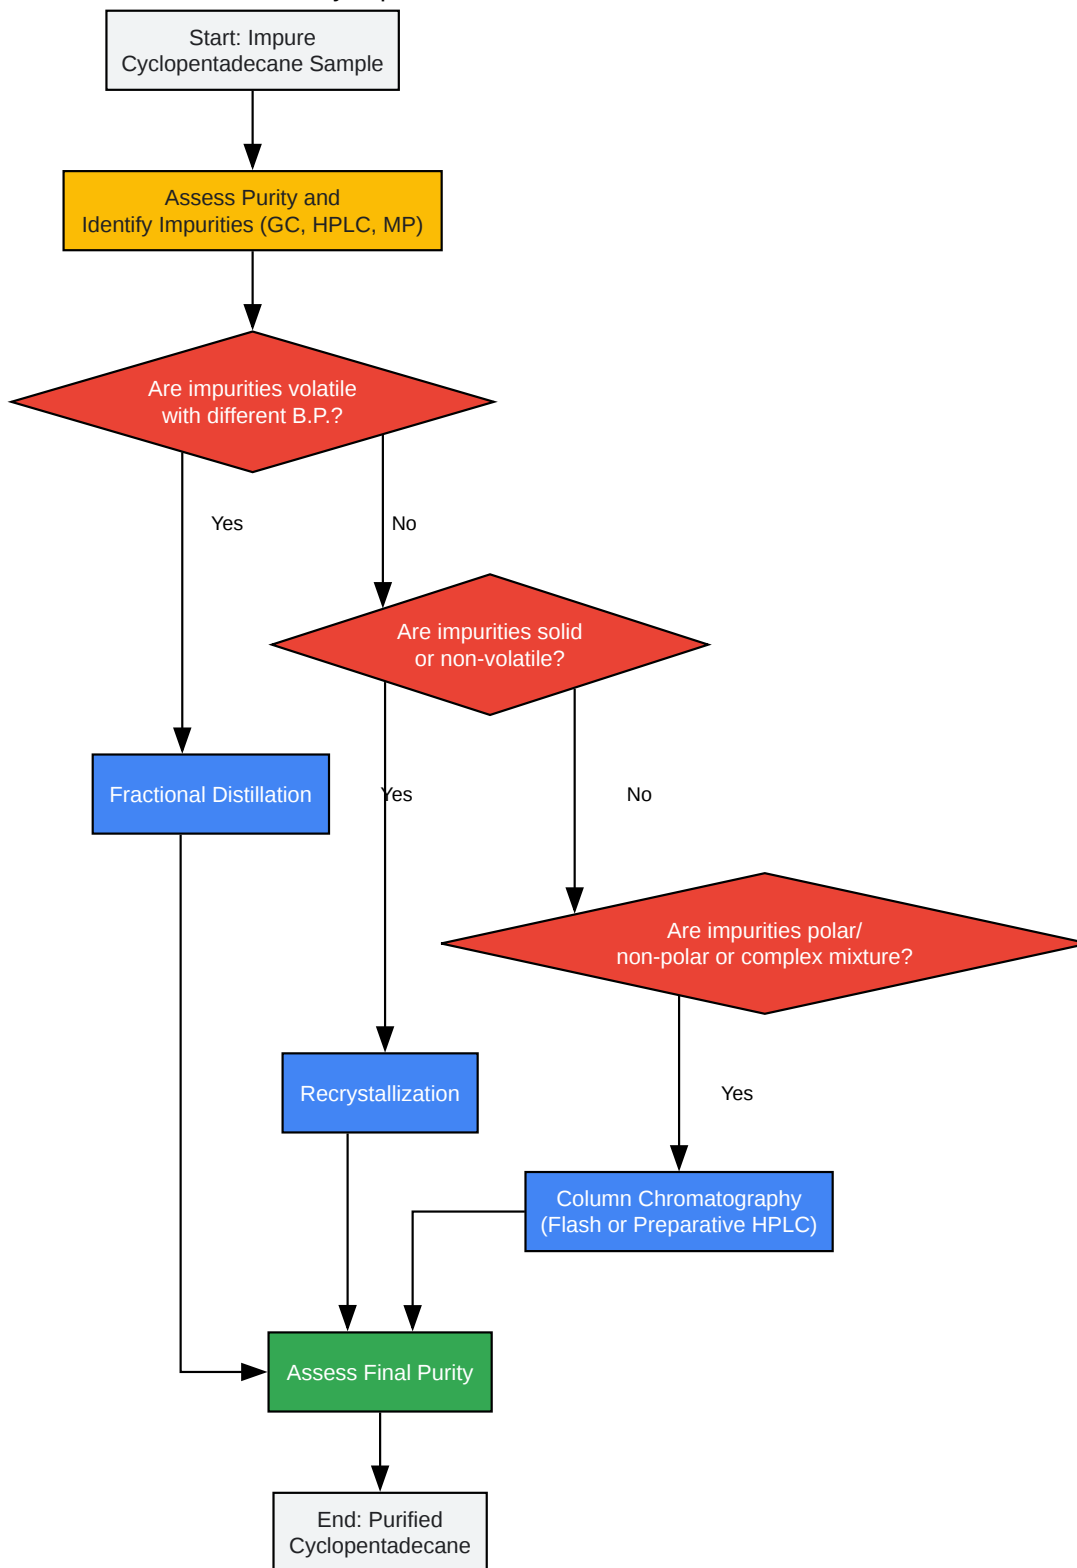 Start: Impure
Cyclopentadecane Sample
Assess Purity and
Identify Impurities (GC, HPLC, MP)
Are impurities volatile
with different B.P.?
Yes
No
Are impurities solid
or non-volatile?
Fractional Distillation
Yes
No
Are impurities polar/
non-polar or complex mixture?
Recrystallization
Yes
Column Chromatography
(Flash or Preparative HPLC)
Assess Final Purity
End: Purified
Cyclopentadecane